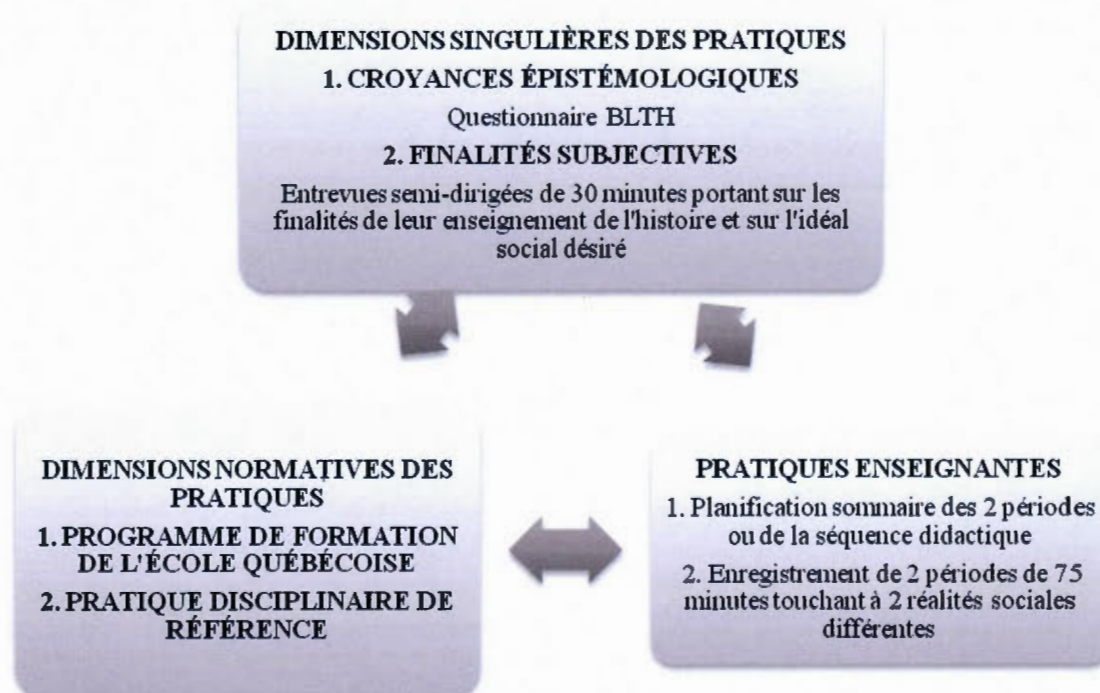 DIMENSIONS SINGULIÈRES DES PRATIQUES
1. CROYANCES ÉPISTÉMOLOGIQUES
Questionnaire BLTH
2. FINALITÉS SUBJECTIVES
Entrevues semi-dirigées de 30 minutes portant sur les
finalités de leur enseignement de l'histoire et sur l'idéal
social désiré
DIMENSIONS NORMATIVES DES
PRATIQUES
1. PROGRAMME DE FORMATION
DE L'ÉCOLE QUÉBÉCOISE
2. PRATIQUE DISCIPLINAIRE DE
RÉFÉRENCE
PRATIQUES ENSEIGNANTES
1. Planification sommaire des 2 périodes
ou de la séquence didactique
2. Enregistrement de 2 périodes de 75
minutes touchant à 2 réalités sociales
différentes